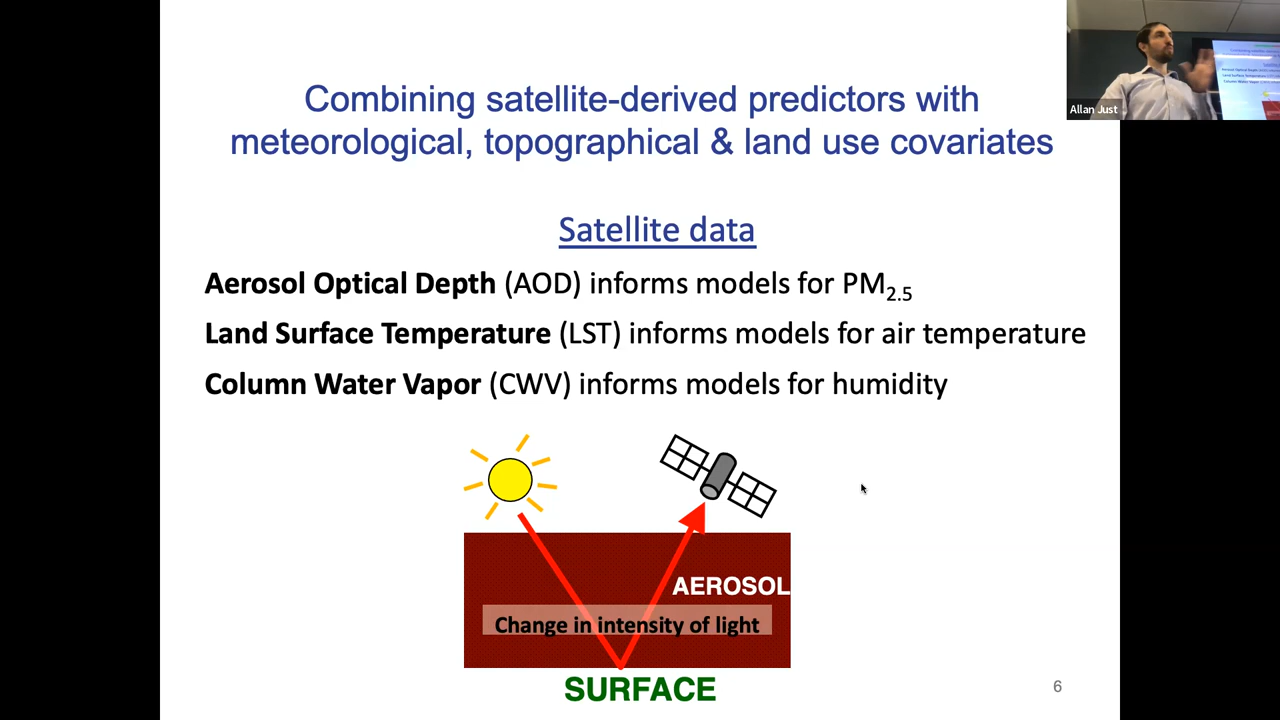 Combining satellite-derived predictors with
meteorological, topographical & land use covariates
Allan Just
Satellite data
Aerosol Optical Depth (AOD) informs models for PM2.5
Land Surface Temperature (LST) informs models for air temperature
Column Water Vapor (CWV) informs models for humidity
AEROSOL
Change in intensity of light
SURFACE
6